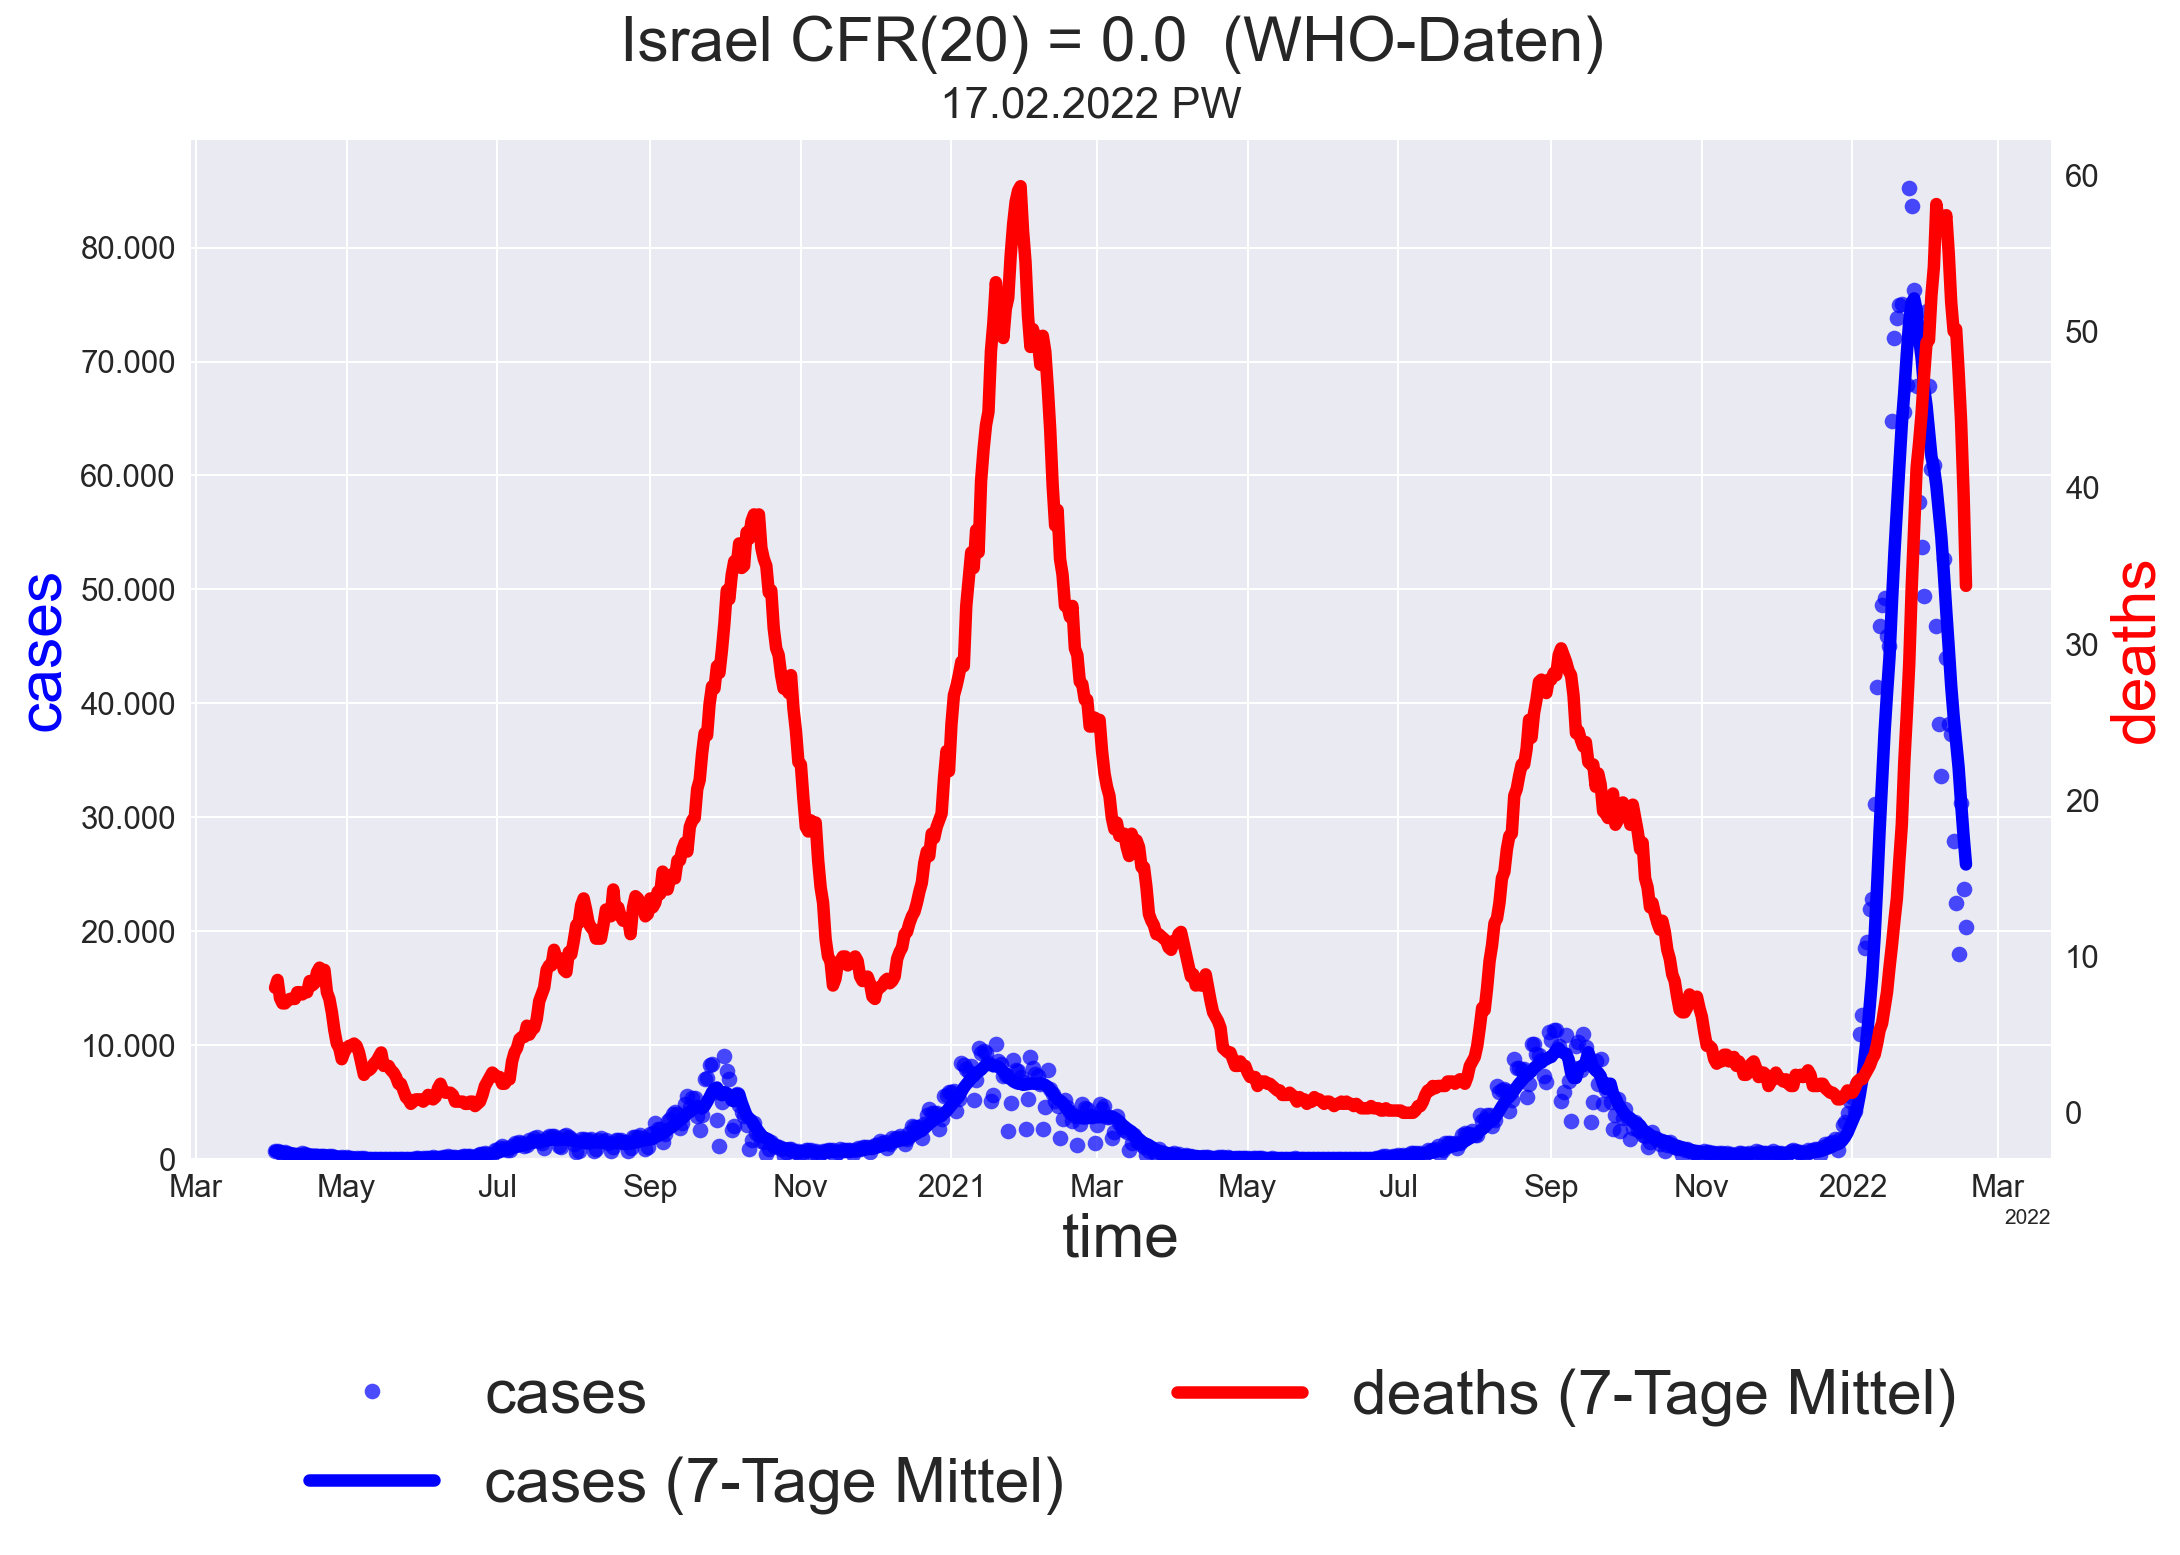 Israel CFR(20) = 0.0  (WHO-Daten)
17.02.2022 PW
cases
80.000
70.000
60.000
50.000
40.000
30.000
20.000
10.000
0
deaths
60
50
40
30
20
10
0
Mar May Jul Sep Nov 2021 Mar May Jul Sep Nov 2022 Mar
2022
time
cases
cases (7-Tage Mittel)
deaths (7-Tage Mittel)